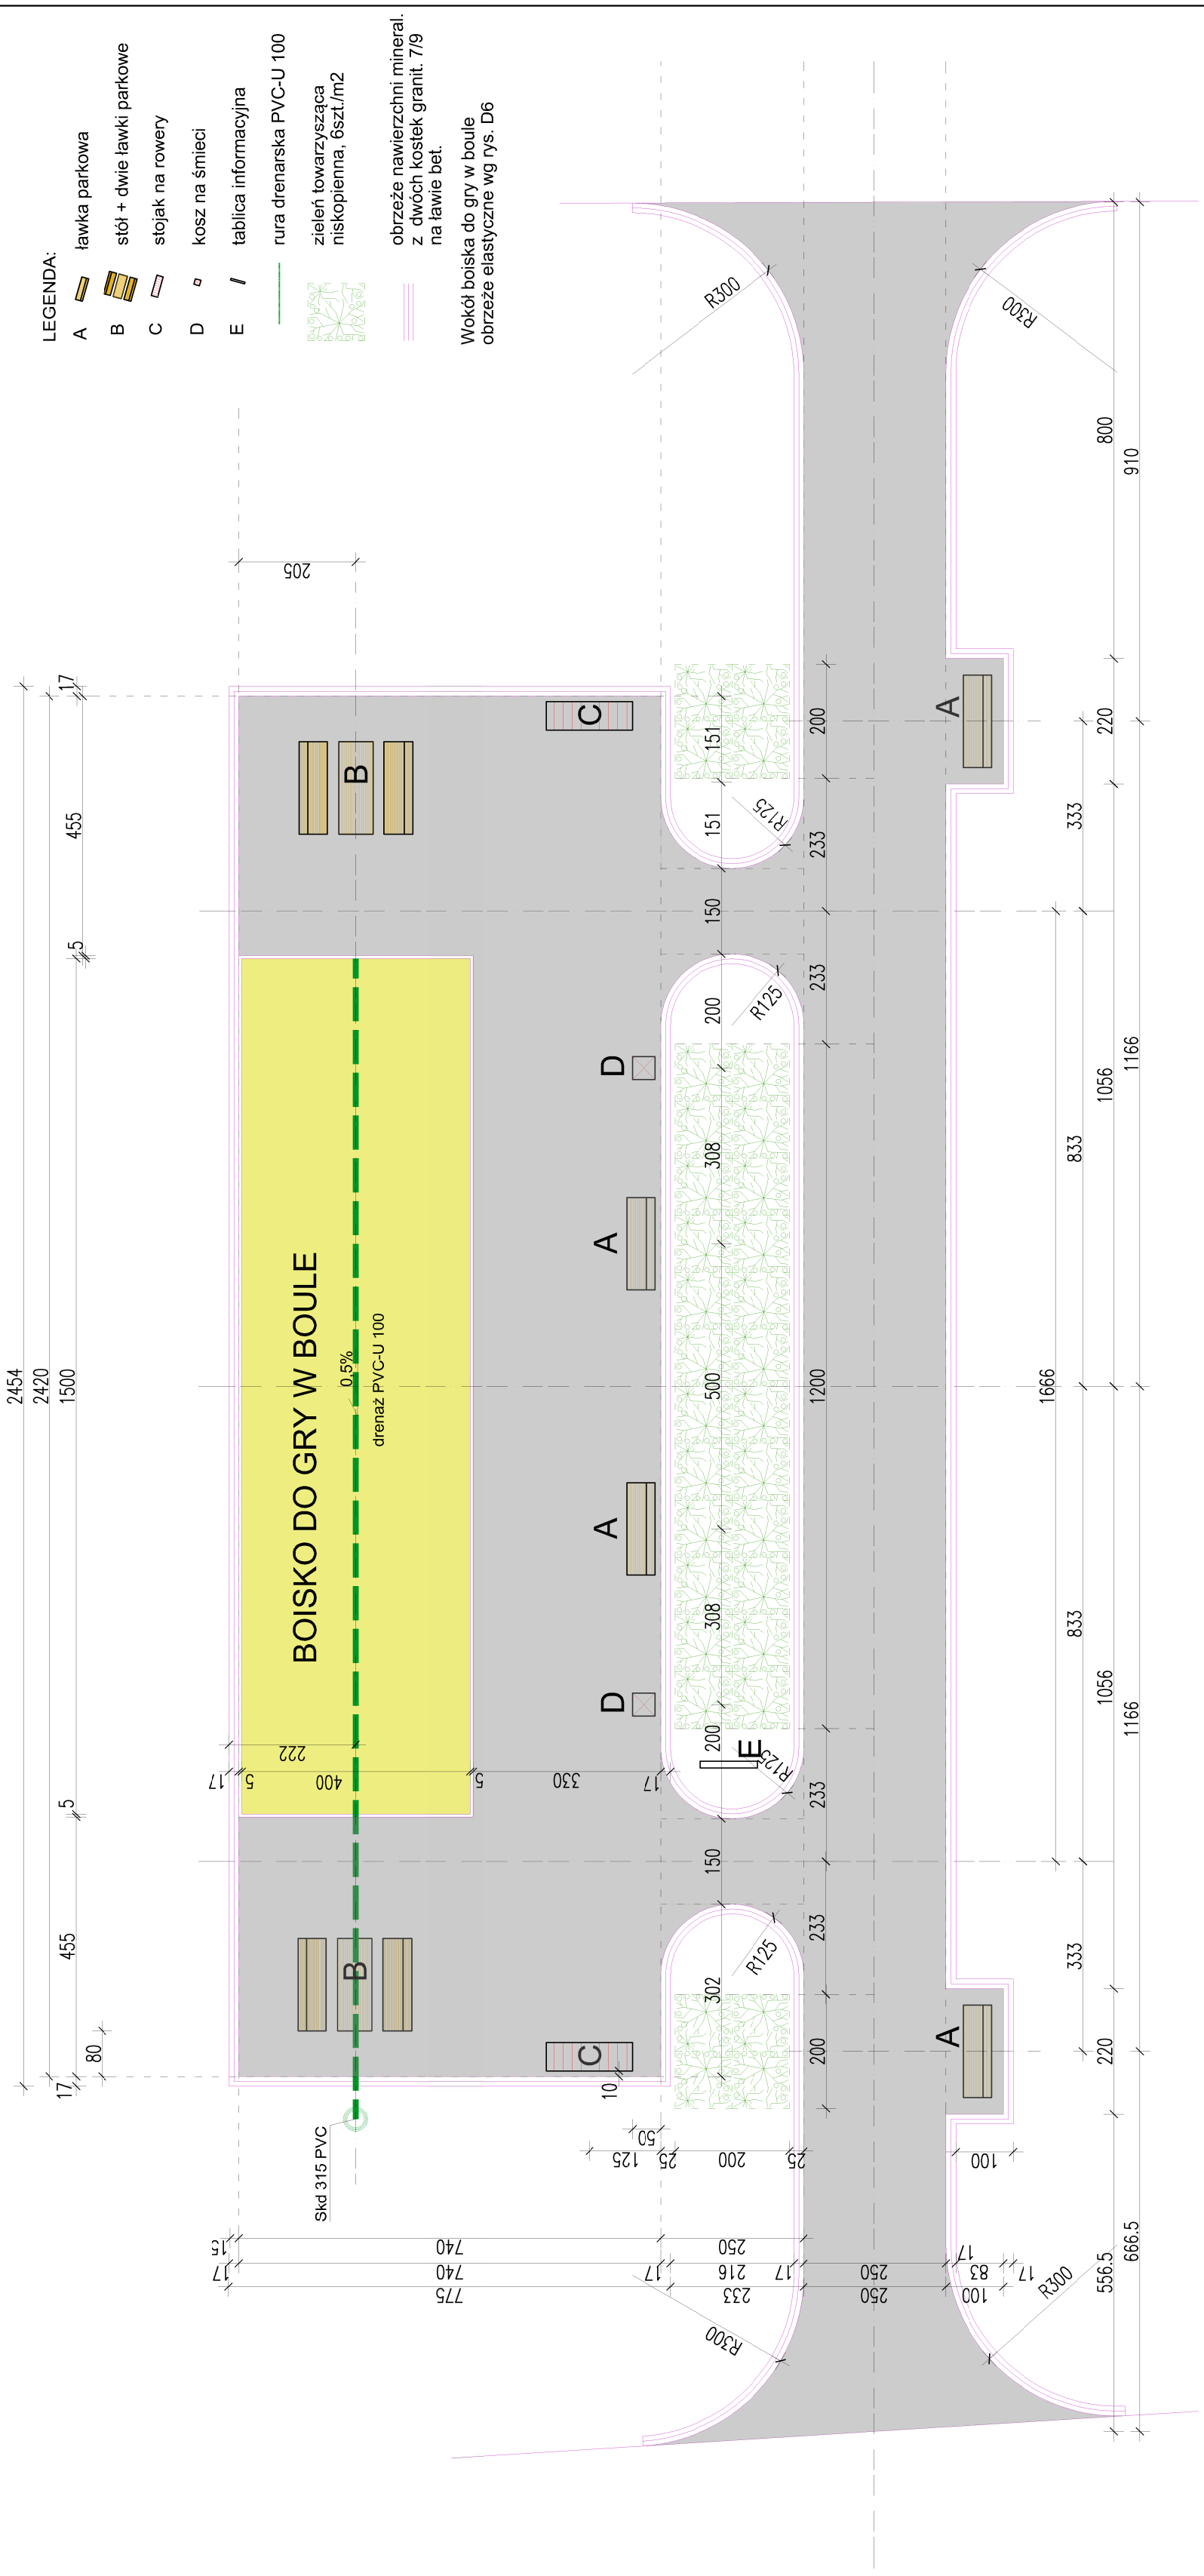 LEGENDA:
A ławka parkowa
B stół + dwie ławki parkowe
C stojak na rowery
D kosz na śmieci
E tablica informacyjna
rura drenarska PVC-U 100
zieleń towarzysząca
niskopienna, 6szt./m2
obrzeże nawierzchni mineral.
z dwóch kostek granit. 7/9
na ławie bet.
Wokół boiska do gry w boule
obrzeże elastyczne wg rys. D6
2454
2420
17 80 455 5 1500 5 455 17
BOISKO DO GRY W BOULE
0,5%
drenaż PVC-U 100
Skd 315 PVC
B
B
205
222
17 5 400 5 330 17
C
C
10
D
A
A
D
E
50
125 25 200 25
302 150 200 308 500 308 200 150 151 151
R125
R125
R125
R125
200 233 233 1200 233 233 200
15 740 250
17 740 17 216 17 250 17 83 17
775 233 250 100
100
R300
R300
R300
R300
A
A
1666
333 833 833 333
556.5 220 1056 1056 220 800
666.5 1166 1166 910